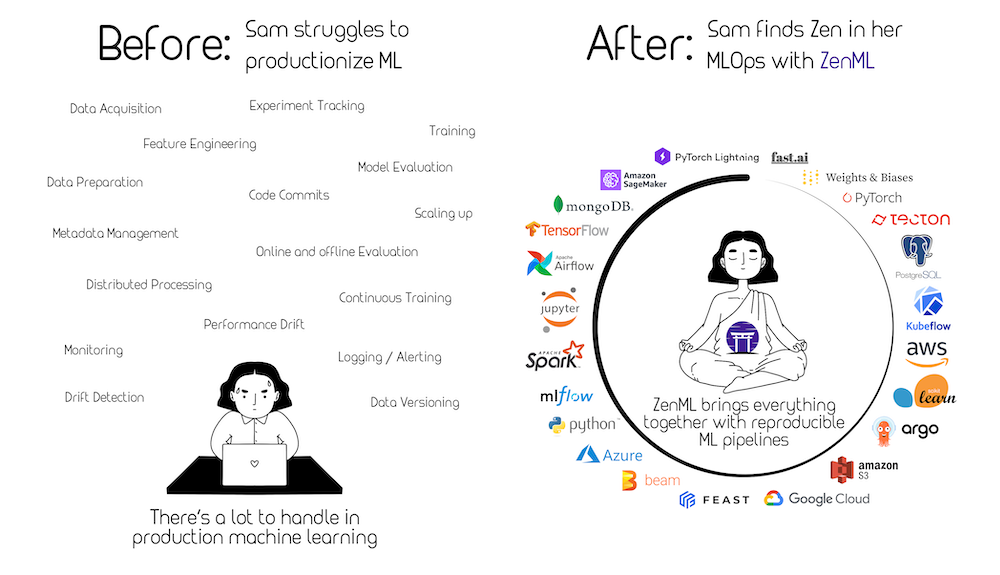 Before:
Sam struggles to
productionize ML
Data Acquisition
Experiment Tracking
Training
Feature Engineering
Model Evaluation
Data Preparation
Code Commits
Scaling up
Metadata Management
Online and offline Evaluation
Distributed Processing
Continuous Training
Performance Drift
Monitoring
Logging / Alerting
Drift Detection
Data Versioning
There's a lot to handle in
production machine learning
After:
Sam finds Zen in her
MLOps with ZenML
PyTorch Lightning
fast.ai
Amazon
SageMaker
Weights & Biases
mongoDB.
PyTorch
TECTON
TensorFlow
Apache
Airflow
PostgreSQL
jupyter
Kubeflow
APACHE
Spark
aws
mlflow
scikit
learn
python
argo
Azure
amazon
S3
beam
FEAST
Google Cloud
ZenML brings everything
together with reproducible
ML pipelines